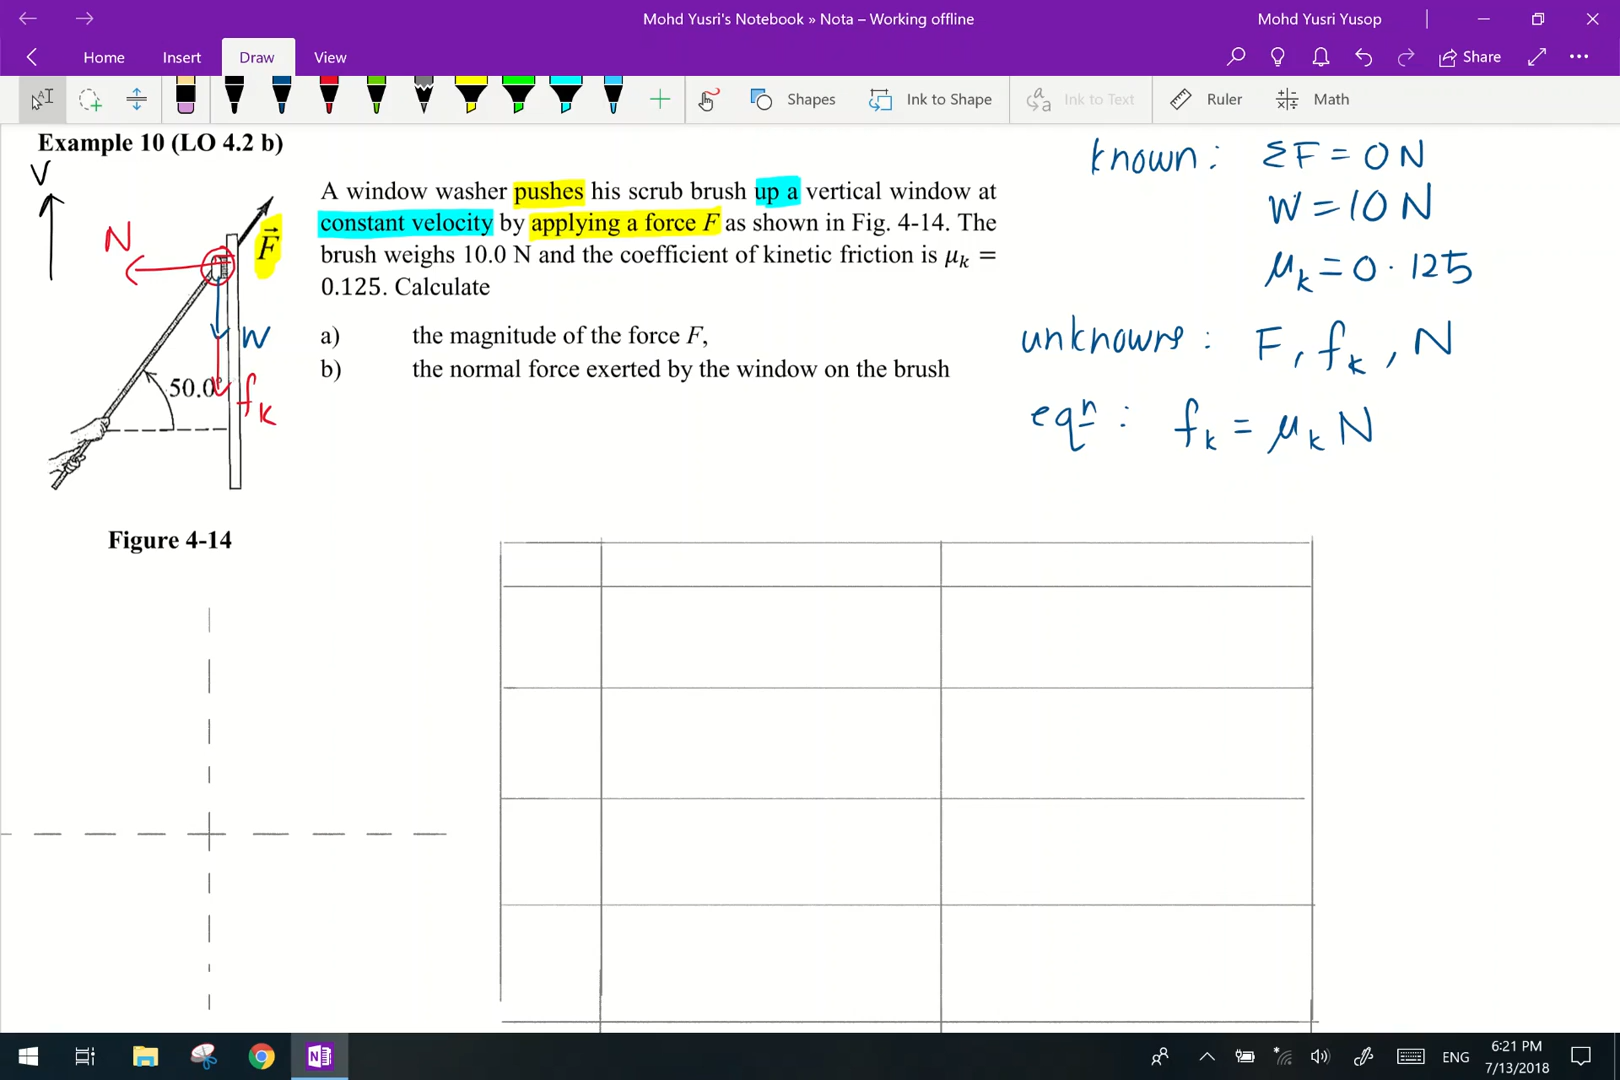 Mohd Yusri's Notebook » Nota – Working offline
Mohd Yusri Yusop
Home Insert Draw View
Share
Shapes Ink to Shape Ink to Text Ruler Math
Example 10 (LO 4.2 b)
A window washer pushes his scrub brush up a vertical window at
constant velocity by applying a force F as shown in Fig. 4-14. The
brush weighs 10.0 N and the coefficient of kinetic friction is μk =
0.125. Calculate
a) the magnitude of the force F,
b) the normal force exerted by the window on the brush
V
N
F
W
50.0
fk
Figure 4-14
known : ΣF = 0 N
W = 10 N
μk = 0.125
unknowns : F, fk, N
eqn : fk = μk N
ENG
6:21 PM
7/13/2018